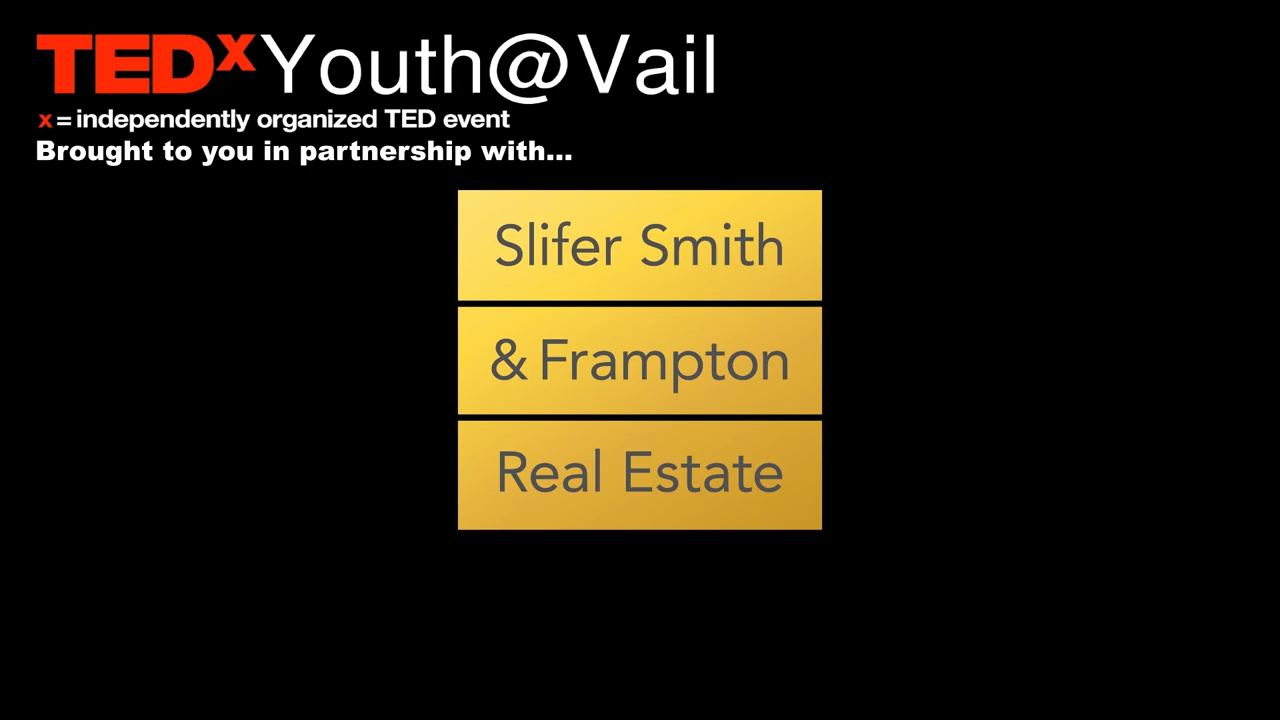 TEDxYouth@Vail
x = independently organized TED event
Brought to you in partnership with...
Slifer Smith
& Frampton
Real Estate